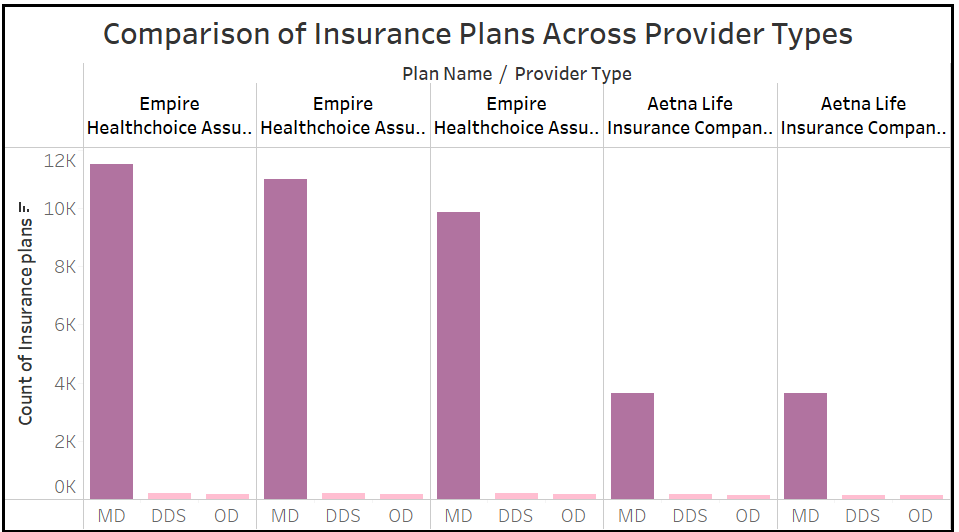 Comparison of Insurance Plans Across Provider Types
Plan Name / Provider Type
Empire
Healthchoice Assu..
Empire
Healthchoice Assu..
Empire
Healthchoice Assu..
Aetna Life
Insurance Compan..
Aetna Life
Insurance Compan..
Count of Insurance plans
12K
10K
8K
6K
4K
2K
0K
MD DDS OD MD DDS OD MD DDS OD MD DDS OD MD DDS OD